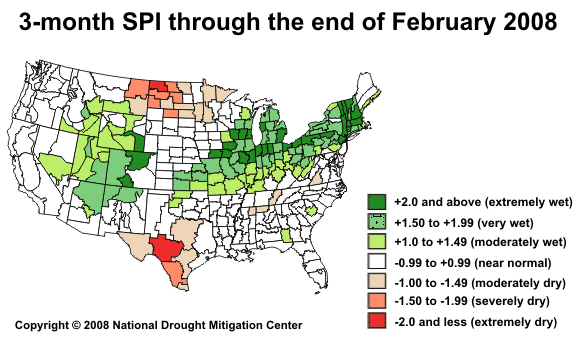 3-month SPI through the end of February 2008
+2.0 and above (extremely wet)
+1.50 to +1.99 (very wet)
+1.0 to +1.49 (moderately wet)
-0.99 to +0.99 (near normal)
-1.00 to -1.49 (moderately dry)
-1.50 to -1.99 (severely dry)
-2.0 and less (extremely dry)
Copyright © 2008 National Drought Mitigation Center